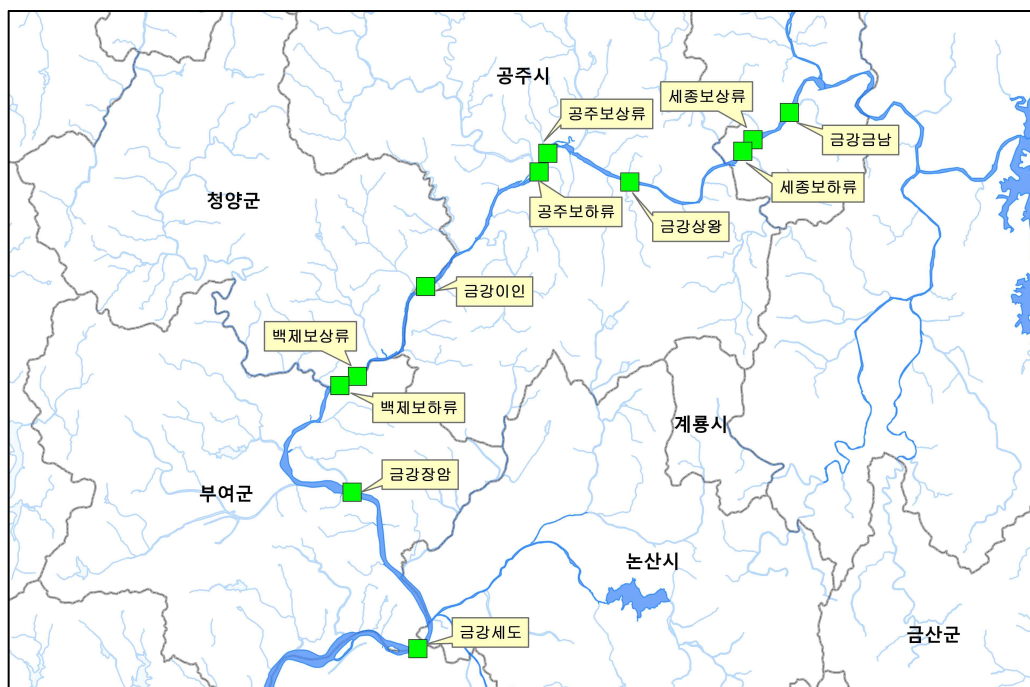 공주시
세종보상류
공주보상류
금강금남
세종보하류
청양군
공주보하류
금강상왕
금강이인
백제보상류
백제보하류
계룡시
금강장암
부여군
논산시
금강세도
금산군